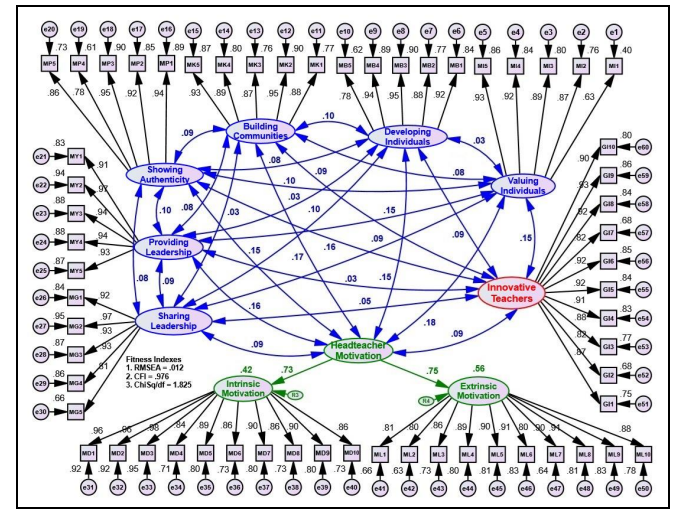 e20 e19 e18 e17 e16 e15 e14 e13 e12 e11 e10 e9 e8 e7 e6 e5 e4 e3 e2 e1
.73 .61 .90 .85 .89 .87 .80 .76 .90 .77 .62 .89 .90 .77 .84 .86 .84 .80 .76 .40
MP5 MP4 MP3 MP2 MP1 MK5 MK4 MK3 MK2 MK1 MB5 MB4 MB3 MB2 MB1 MI5 MI4 MI3 MI2 MI1
.86 .78 .95 .92 .94 .93 .89 .87 .95 .88 .78 .94 .95 .88 .92 .93 .92 .89 .87 .63
Building
Communities
.10
Developing
Individuals
.09
.03
Showing
Authenticity
.08 .09 .08
Valuing
Individuals
.10
.03
.10 .08 .03 .10 .15 .09 .09 .15
Providing
Leadership
.15 .17 .16 .15
.08 .09 .03
Innovative
Teachers
Sharing
Leadership
.16 .05 .18
.09 .09
Headteacher
Motivation
.83
e21 MY1 .91
.94
e22 MY2 .97
.88
e23 MY3 .94
.88
e24 MY4 .94
.87
e25 MY5 .93
.84
e26 MG1 .92
.95
e27 MG2 .97
.87
e28 MG3 .93
.86
e29 MG4 .93
.66
e30 MG5 .81
.80
.90 GI10 e60
.86
.93 GI9 e59
.84
.92 GI8 e58
.68
.82 GI7 e57
.85
.92 GI6 e56
.84
.92 GI5 e55
.83
.91 GI4 e54
.77
.88 GI3 e53
.68
.82 GI2 e52
.75
.87 GI1 e51
Fitness Indexes
1. RMSEA = .012
2. CFI = .976
3. ChiSq/df = 1.825
.42 .73
Intrinsic
Motivation
R3
.75 .56
Extrinsic
Motivation
R4
.96 .96 .98 .84 .89 .86 .90 .86 .90 .86
MD1 MD2 MD3 MD4 MD5 MD6 MD7 MD8 MD9 MD10
.92 .92 .95 .71 .80 .73 .80 .73 .80 .73
e31 e32 e33 e34 e35 e36 e37 e38 e39 e40
.81 .80 .86 .89 .90 .91 .80 .90 .91 .88
ML1 ML2 ML3 ML4 ML5 ML6 ML7 ML8 ML9 ML10
.66 .63 .73 .80 .81 .83 .64 .81 .83 .78
e41 e42 e43 e44 e45 e46 e47 e48 e49 e50